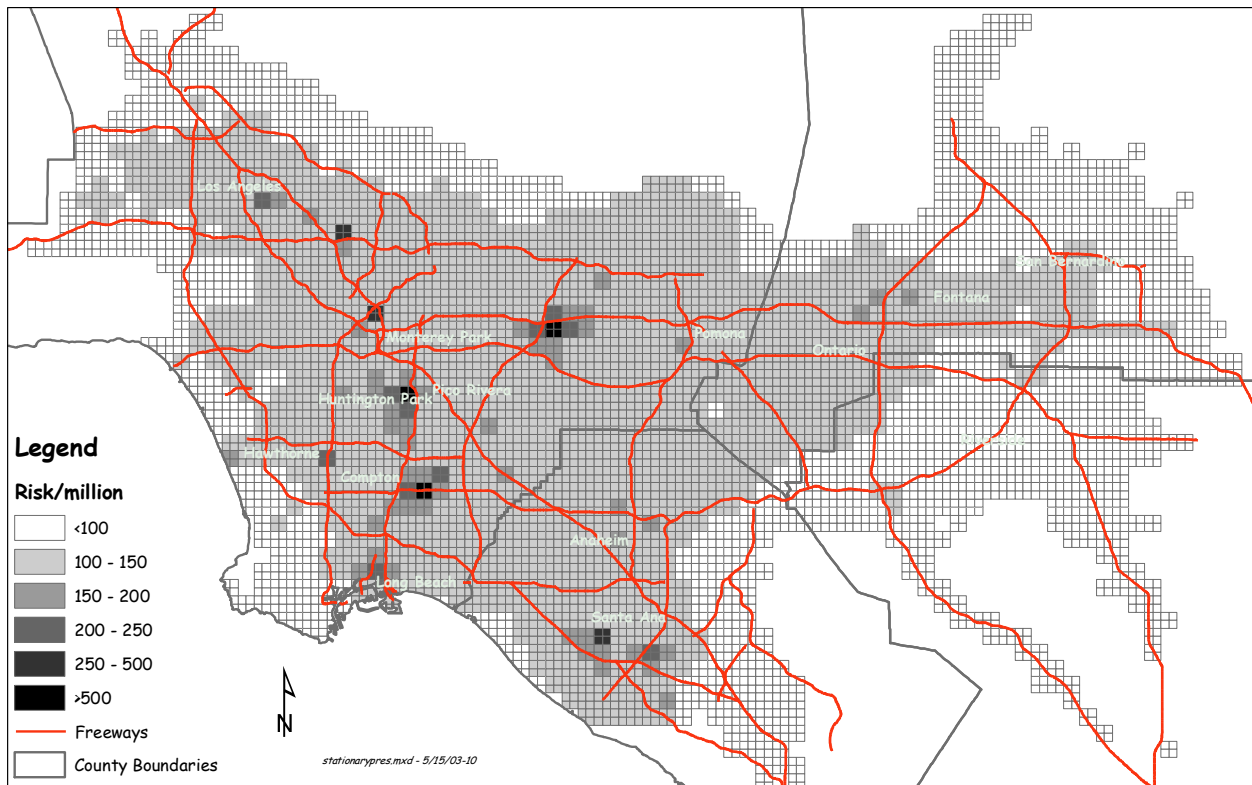 Los Angeles
San Bernardino
Fontana
Monterey Park
Pomona
Ontario
Pico Rivera
Huntington Park
Legend
Hawthorne
Compton
Risk/million
<100
100 - 150
Anaheim
150 - 200
Long Beach
200 - 250
Santa Ana
250 - 500
>500
Freeways
N
County Boundaries
stationarypres.mxd - 5/15/03-10